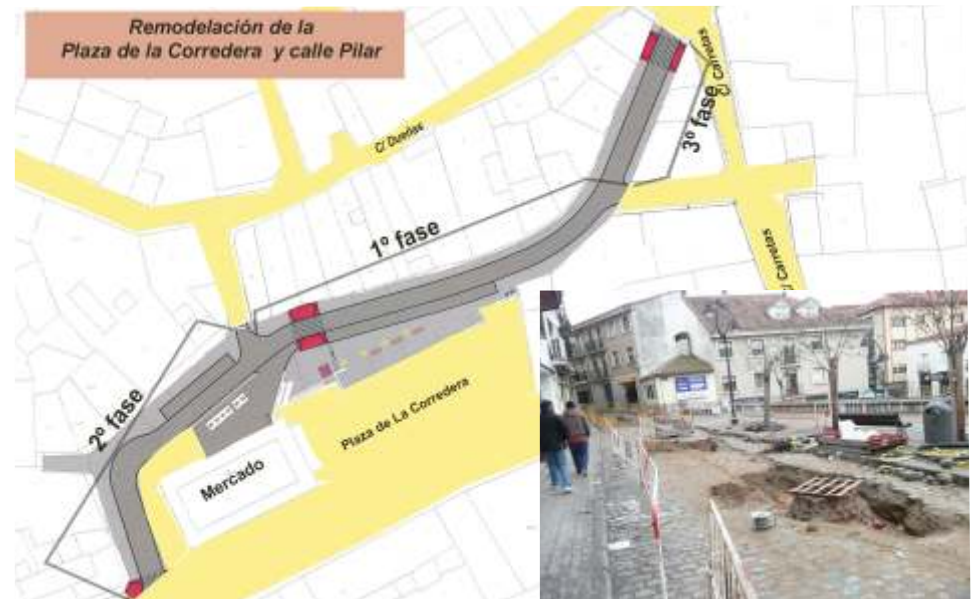 Remodelación de la
Plaza de la Corredera y calle Pilar
C/ Carretas
3º fase
C/ Dueñas
1º fase
C/ Carretas
2º fase
Plaza de La Corredera
Mercado